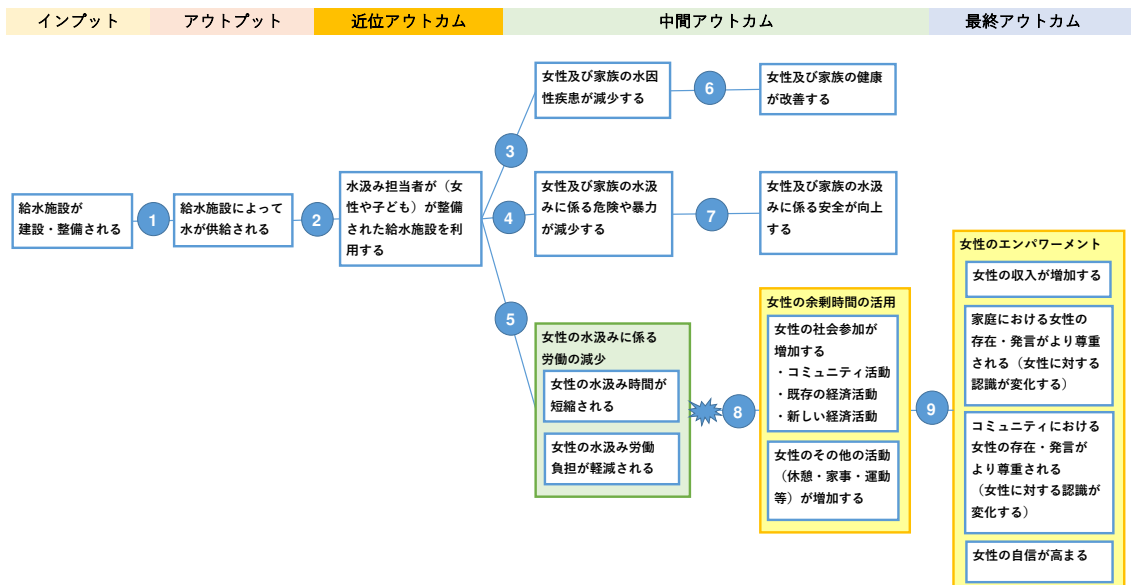 インプット
アウトプット
近位アウトカム
中間アウトカム
最終アウトカム
給水施設が
建設・整備される
1
給水施設によって
水が供給される
2
水汲み担当者が（女
性や子ども）が整備
された給水施設を利
用する
3
女性及び家族の水因
性疾患が減少する
6
女性及び家族の健康
が改善する
4
女性及び家族の水汲
みに係る危険や暴力
が減少する
7
女性及び家族の水汲
みに係る安全が向上
する
5
女性の水汲みに係る
労働の減少
女性の水汲み時間が
短縮される
女性の水汲み労働
負担が軽減される
8
女性の余剰時間の活用
女性の社会参加が
増加する
・コミュニティ活動
・既存の経済活動
・新しい経済活動
女性のその他の活動
（休憩・家事・運動
等）が増加する
9
女性のエンパワーメント
女性の収入が増加する
家庭における女性の
存在・発言がより尊重
される（女性に対する
認識が変化する）
コミュニティにおける
女性の存在・発言が
より尊重される
（女性に対する認識が
変化する）
女性の自信が高まる